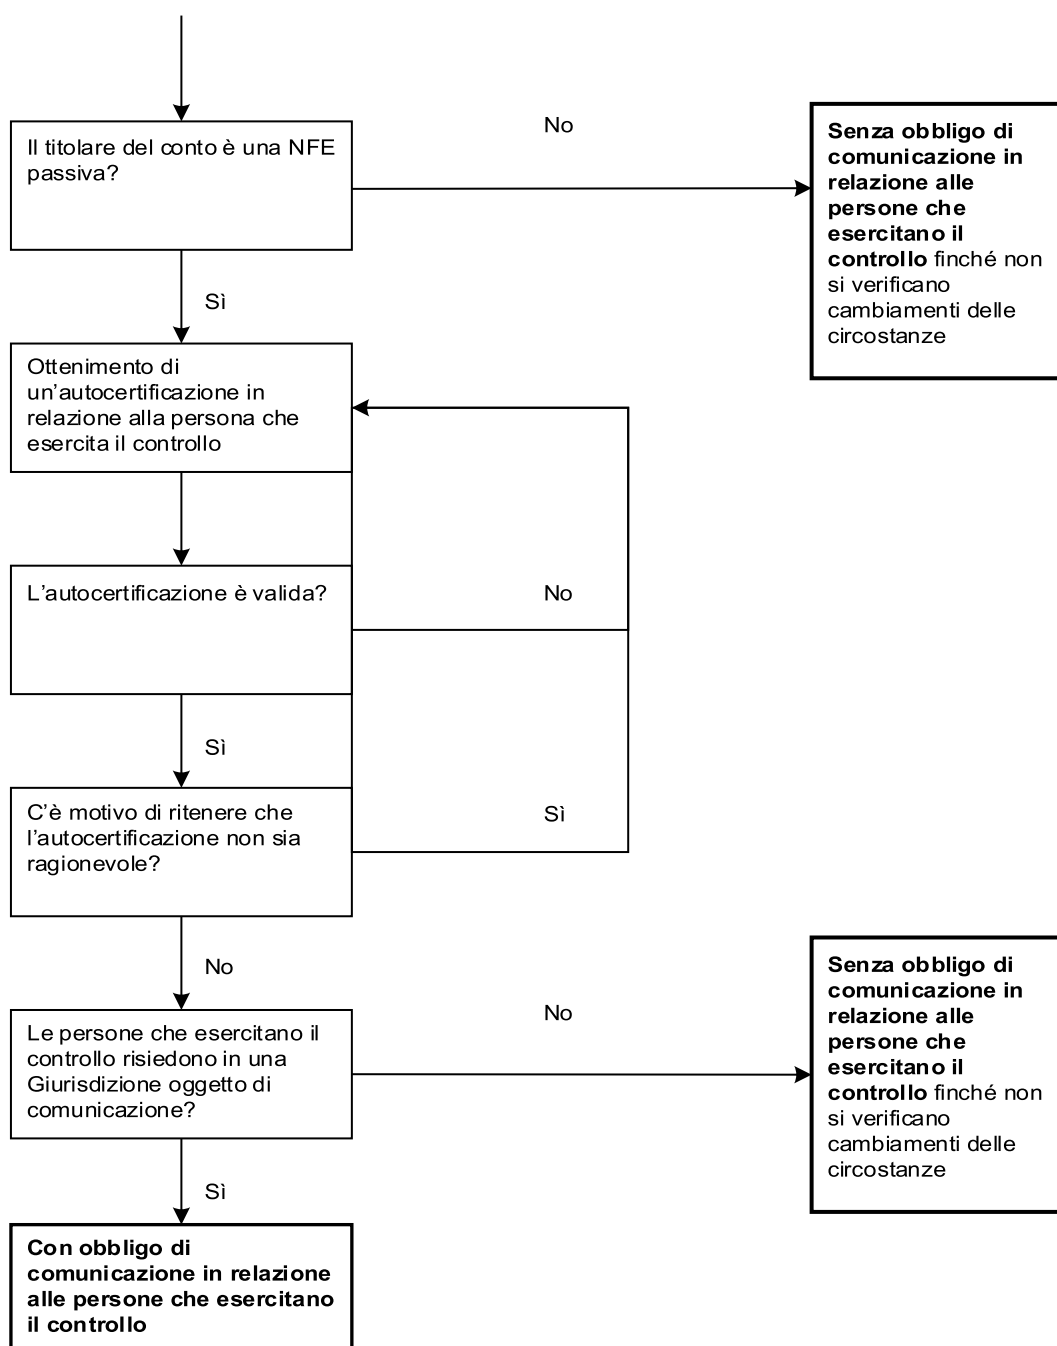 Il titolare del conto è una NFE
passiva?
No
Senza obbligo di
comunicazione in
relazione alle
persone che
esercitano il
controllo finché non
si verificano
cambiamenti delle
circostanze
Sì
Ottenimento di
un'autocertificazione in
relazione alla persona che
esercita il controllo
L'autocertificazione è valida?
No
Sì
C'è motivo di ritenere che
l'autocertificazione non sia
ragionevole?
Sì
No
Le persone che esercitano il
controllo risiedono in una
Giurisdizione oggetto di
comunicazione?
No
Senza obbligo di
comunicazione in
relazione alle
persone che
esercitano il
controllo finché non
si verificano
cambiamenti delle
circostanze
Sì
Con obbligo di
comunicazione in relazione
alle persone che esercitano
il controllo